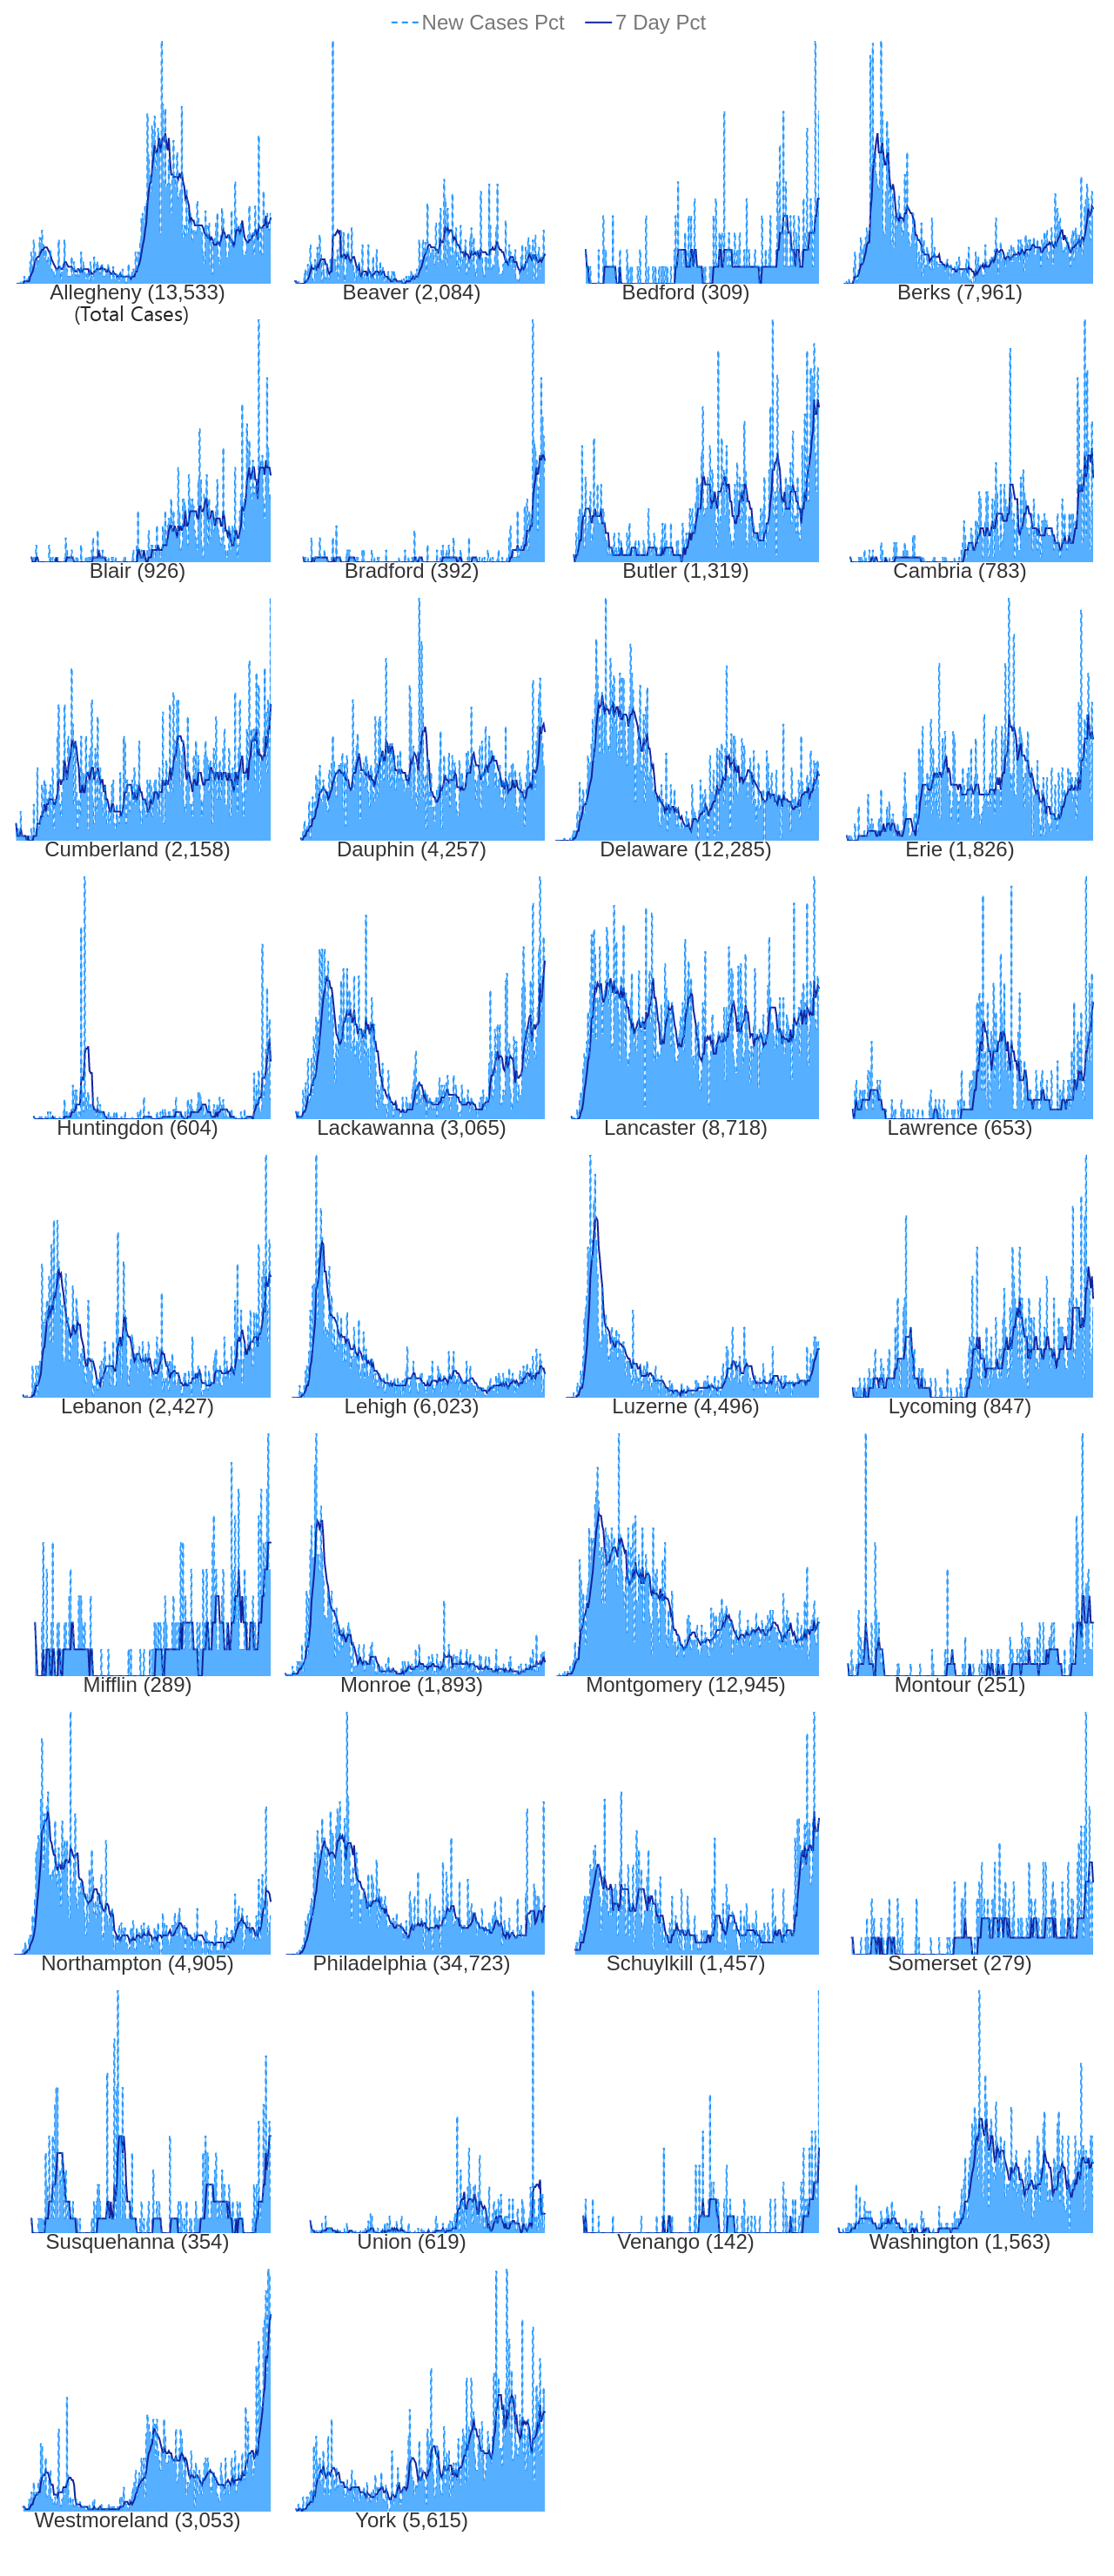 New Cases Pct 7 Day Pct
Allegheny (13,533) Beaver (2,084) Bedford (309) Berks (7,961)
(Total Cases)
Blair (926) Bradford (392) Butler (1,319) Cambria (783)
Cumberland (2,158) Dauphin (4,257) Delaware (12,285) Erie (1,826)
Huntingdon (604) Lackawanna (3,065) Lancaster (8,718) Lawrence (653)
Lebanon (2,427) Lehigh (6,023) Luzerne (4,496) Lycoming (847)
Mifflin (289) Monroe (1,893) Montgomery (12,945) Montour (251)
Northampton (4,905) Philadelphia (34,723) Schuylkill (1,457) Somerset (279)
Susquehanna (354) Union (619) Venango (142) Washington (1,563)
Westmoreland (3,053) York (5,615)